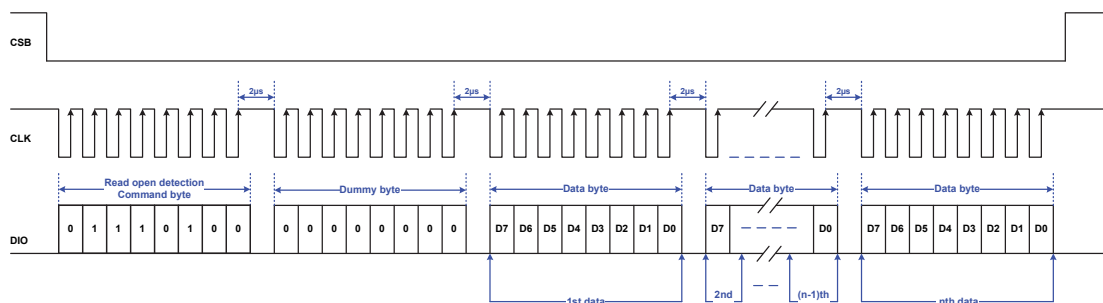 CSB
2µs 2µs 2µs 2µs
CLK
Read open detection
Command byte
Dummy byte
Data byte
Data byte
Data byte
DIO
0 1 1 1 0 1 0 0
0 0 0 0 0 0 0 0
D7 D6 D5 D4 D3 D2 D1 D0
D7 D0
D7 D6 D5 D4 D3 D2 D1 D0
1st data
2nd
(n-1)th
nth data